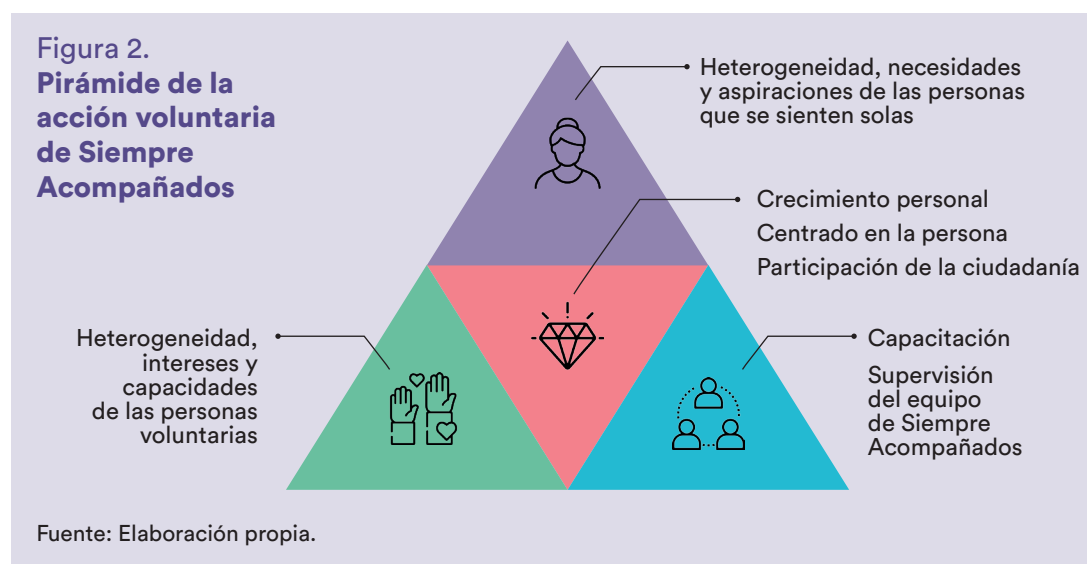 Figura 2.
Pirámide de la
acción voluntaria
de Siempre
Acompañados
Heterogeneidad, necesidades
y aspiraciones de las personas
que se sienten solas
Crecimiento personal
Centrado en la persona
Participación de la ciudadanía
Heterogeneidad,
intereses y
capacidades
de las personas
voluntarias
Capacitación
Supervisión
del equipo
de Siempre
Acompañados
Fuente: Elaboración propia.